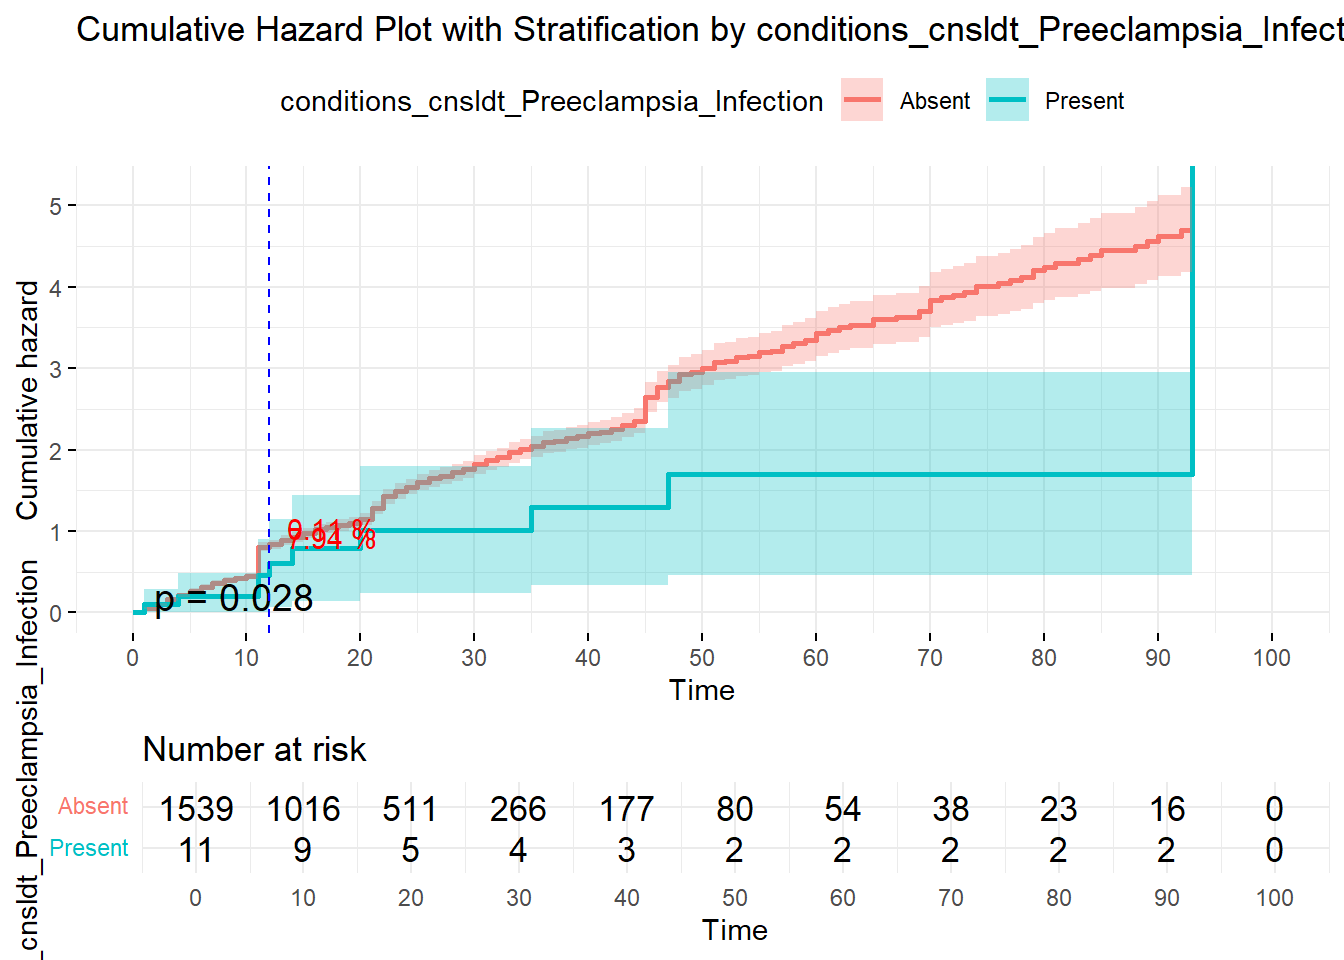 Cumulative Hazard Plot with Stratification by conditions_cnsldt_Preeclampsia_Infect
conditions_cnsldt_Preeclampsia_Infection Absent Present
Cumulative hazard
5
4
3
2
1
0
p = 0.028
0 10 20 30 40 50 60 70 80 90 100
Time
_cnsldt_Preeclampsia_Infection
Number at risk
Absent 1539 1016 511 266 177 80 54 38 23 16 0
Present 11 9 5 4 3 2 2 2 2 2 0
0 10 20 30 40 50 60 70 80 90 100
Time